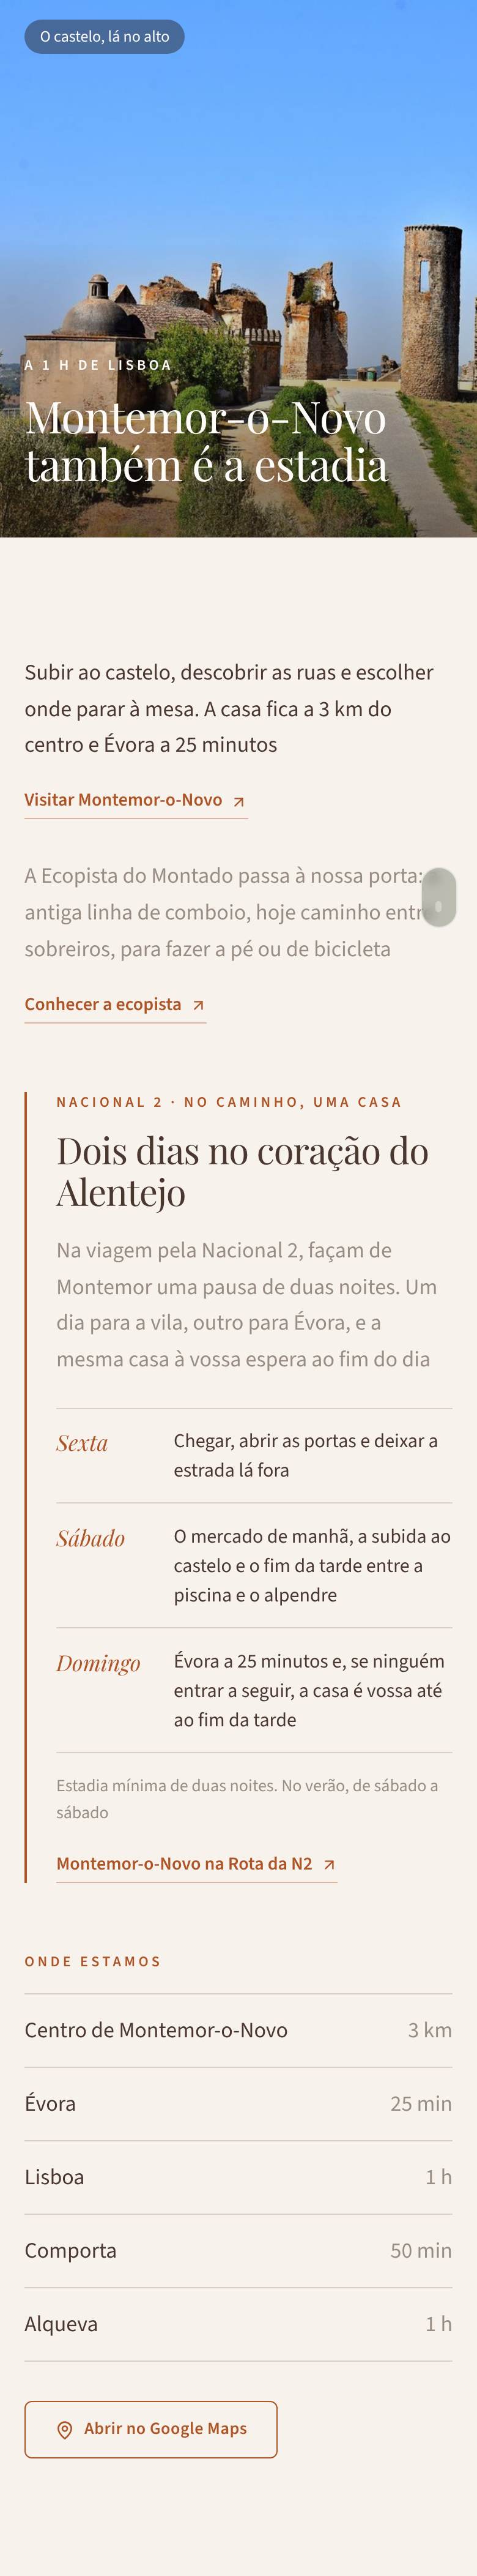 O castelo, lá no alto
A 1 H DE LISBOA
Montemor-o-Novo
também é a estadia
Subir ao castelo, descobrir as ruas e escolher
onde parar à mesa. A casa fica a 3 km do
centro e Évora a 25 minutos
Visitar Montemor-o-Novo
A Ecopista do Montado passa à nossa porta:
antiga linha de comboio, hoje caminho entre
sobreiros, para fazer a pé ou de bicicleta
Conhecer a ecopista
NACIONAL 2 · NO CAMINHO, UMA CASA
Dois dias no coração do
Alentejo
Na viagem pela Nacional 2, façam de
Montemor uma pausa de duas noites. Um
dia para a vila, outro para Évora, e a
mesma casa à vossa espera ao fim do dia
Sexta
Chegar, abrir as portas e deixar a
estrada lá fora
Sábado
O mercado de manhã, a subida ao
castelo e o fim da tarde entre a
piscina e o alpendre
Domingo
Évora a 25 minutos e, se ninguém
entrar a seguir, a casa é vossa até
ao fim da tarde
Estadia mínima de duas noites. No verão, de sábado a
sábado
Montemor-o-Novo na Rota da N2
ONDE ESTAMOS
Centro de Montemor-o-Novo 3 km
Évora 25 min
Lisboa 1 h
Comporta 50 min
Alqueva 1 h
Abrir no Google Maps